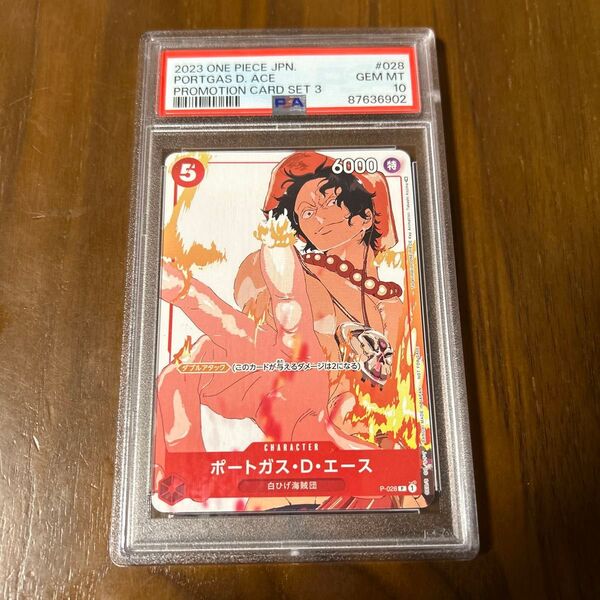 2023 ONE PIECE JPN. #028
PORTGAS D. ACE GEM MT
PROMOTION CARD SET 3 10
PSA 87636902
5
6000 特
ダブルアタック (このカードが与えるダメージは2になる)
CHARACTER
ポートガス・D・エース
白ひげ海賊団
P-028 P 1